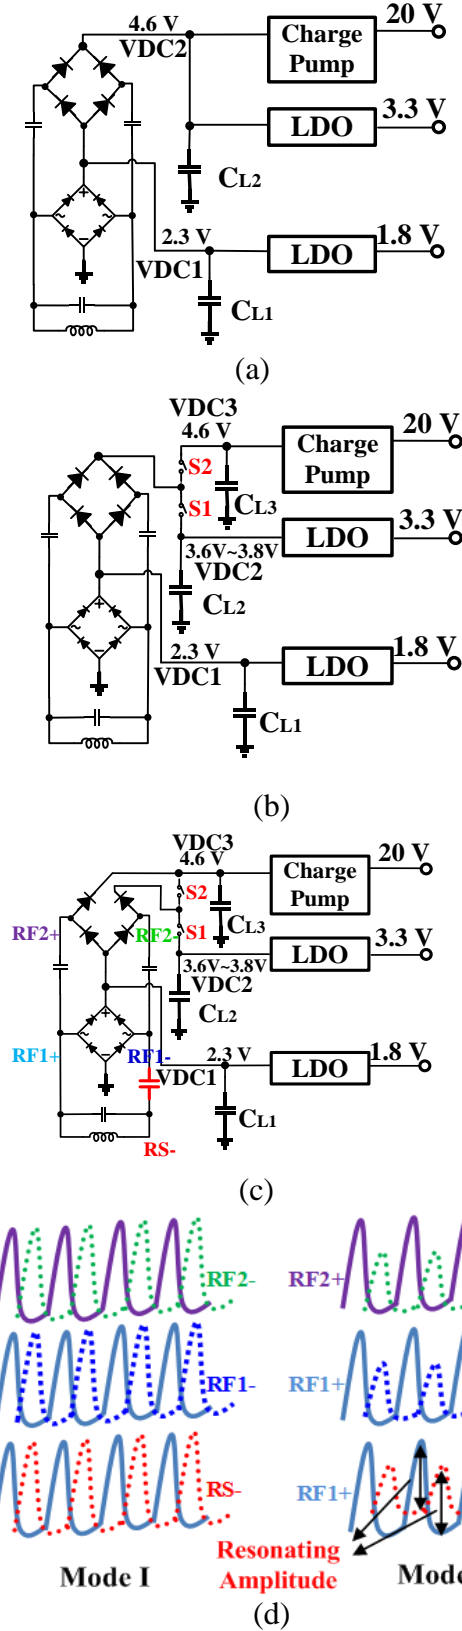 4.6 V
VDC2
Charge
Pump
20 V
LDO
3.3 V
CL2
2.3 V
VDC1
LDO
1.8 V
CL1
(a)
VDC3
4.6 V
Charge
Pump
20 V
S2
S1
CL3
3.6V~3.8V
VDC2
LDO
3.3 V
CL2
2.3 V
VDC1
LDO
1.8 V
CL1
(b)
VDC3
4.6 V
Charge
Pump
20 V
S2
S1
CL3
RF2+
RF2-
3.6V~3.8V
VDC2
LDO
3.3 V
CL2
RF1+
RF1-
VDC1
2.3 V
LDO
1.8 V
CL1
RS-
(c)
RF2-
RF2+
RF1-
RF1+
RS-
RF1+
Resonating
Amplitude
Mode I
Mode
(d)